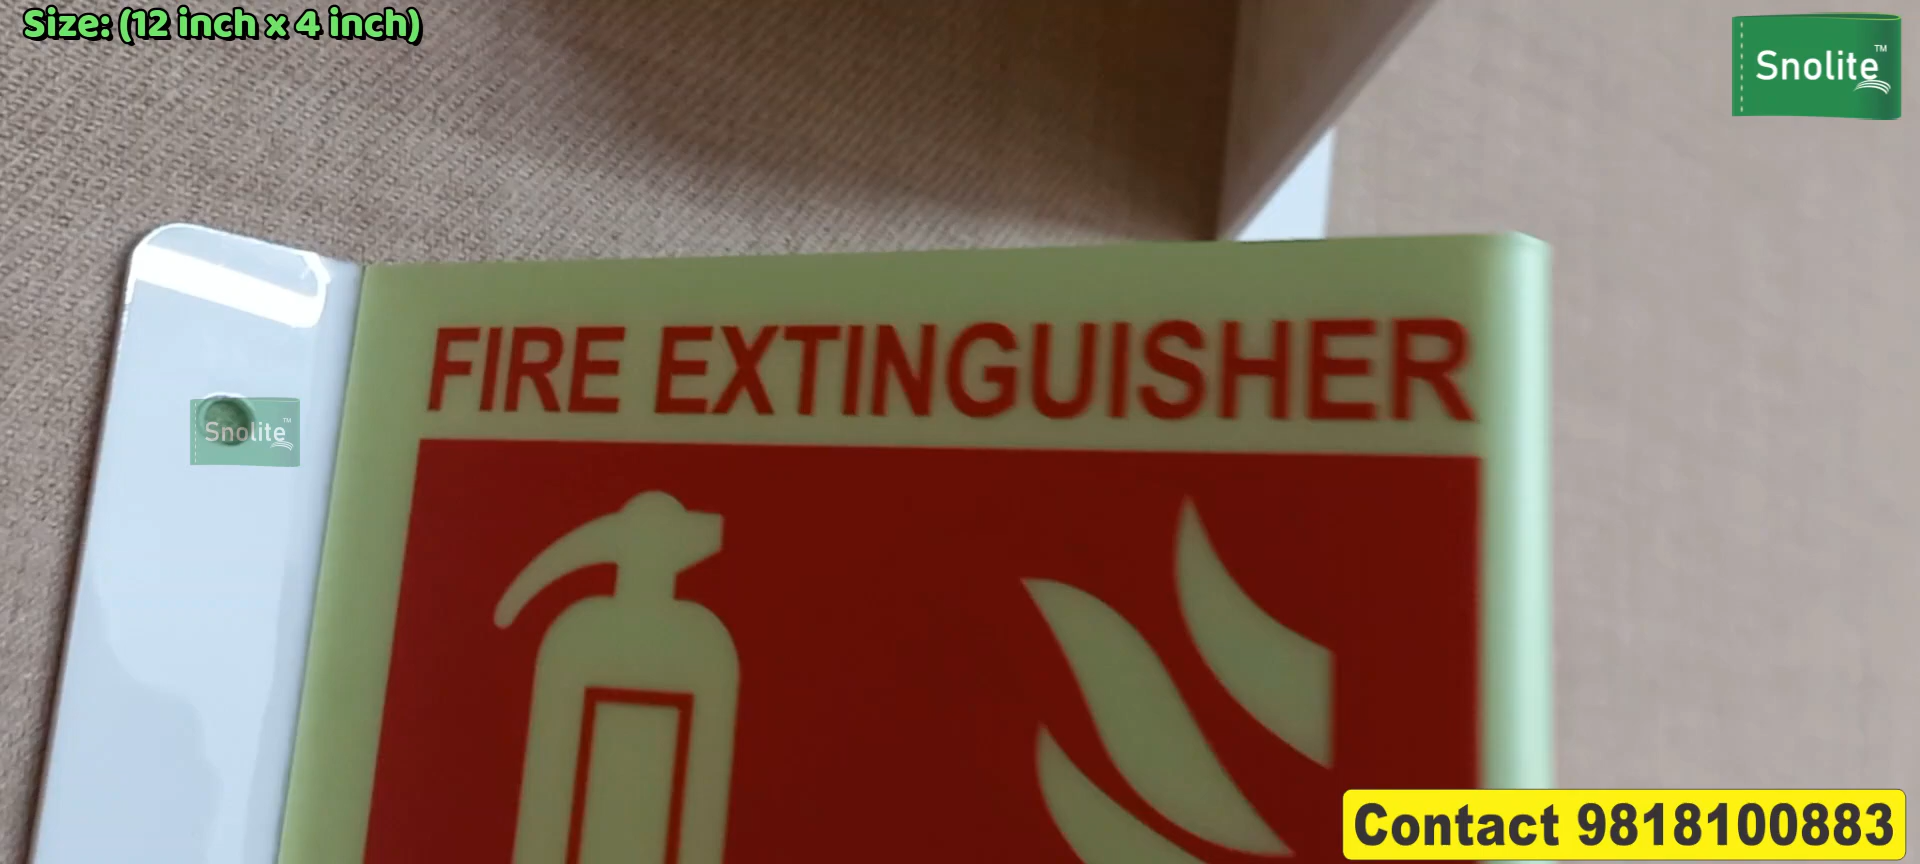 Size: (12 inch x 4 inch)
Snolite™
FIRE EXTINGUISHER
Snolite™
Contact 9818100883